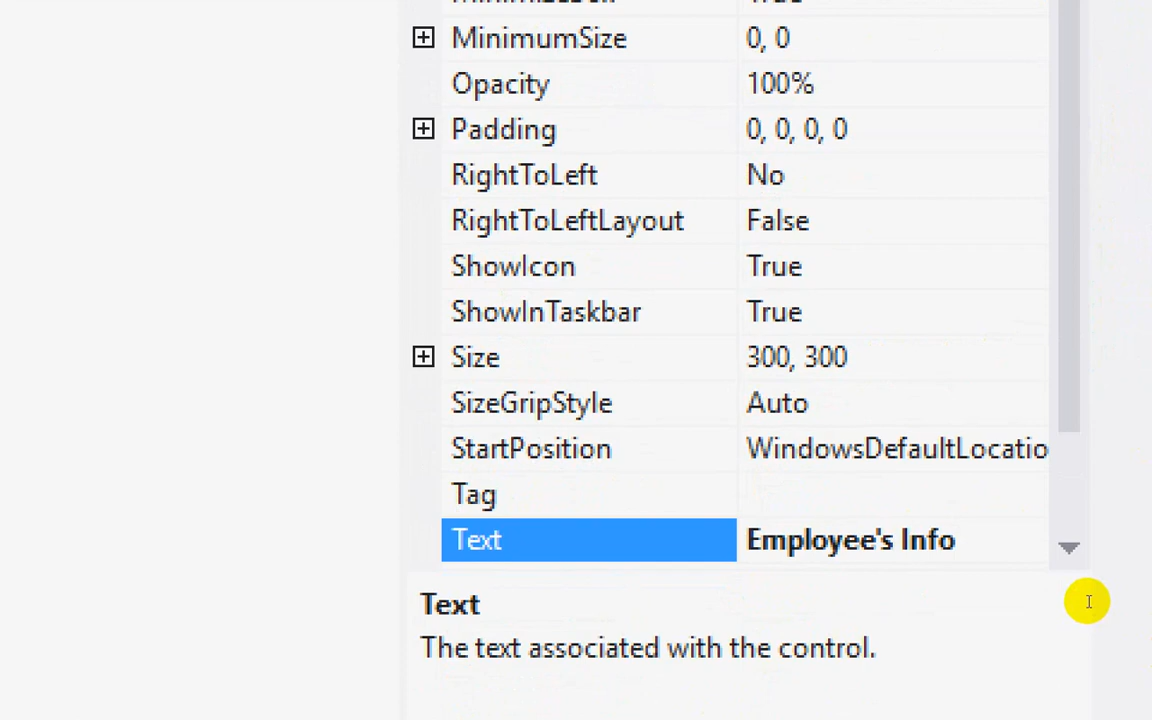 MinimumSize 0, 0
Opacity 100%
Padding 0, 0, 0, 0
RightToLeft No
RightToLeftLayout False
ShowIcon True
ShowInTaskbar True
Size 300, 300
SizeGripStyle Auto
StartPosition WindowsDefaultLocatio
Tag
Text Employee's Info
Text
The text associated with the control.